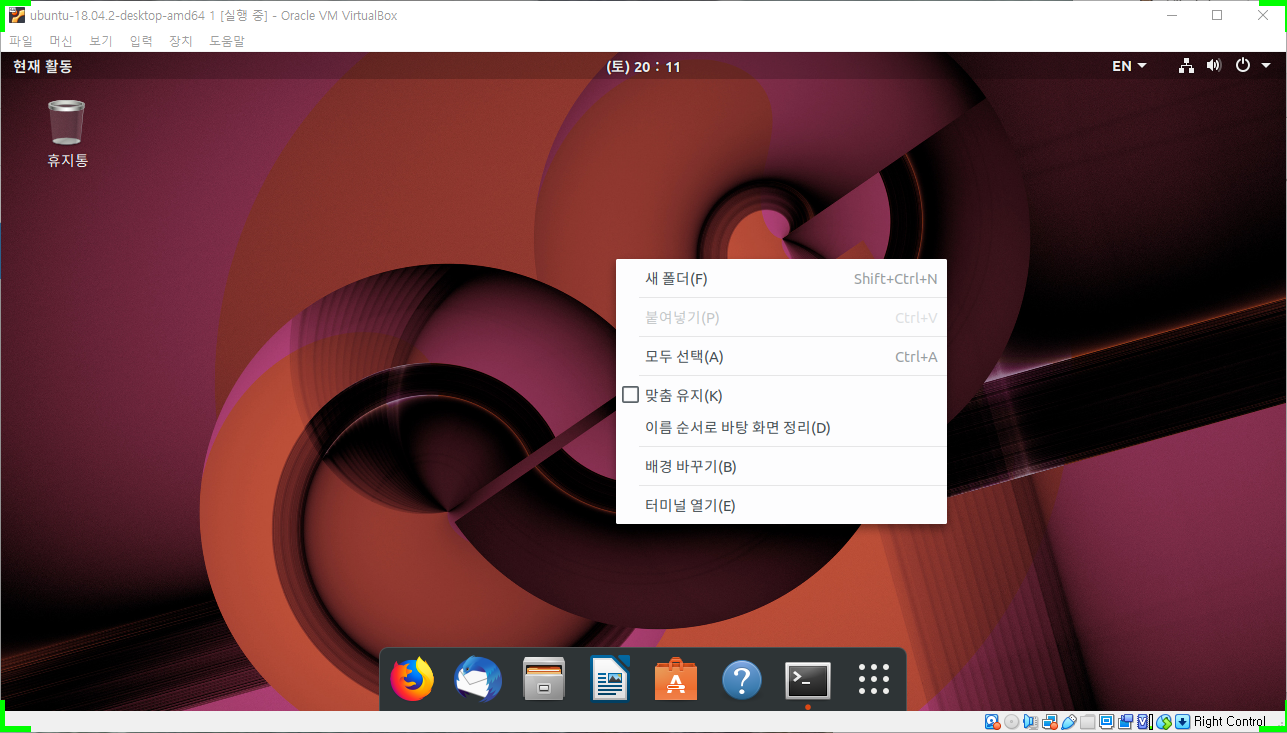 ubuntu-18.04.2-desktop-amd64 1 [실행 중] - Oracle VM VirtualBox
파일 머신 보기 입력 장치 도움말
현재 활동 (토) 20 : 11 EN
휴지통
새 폴더(F) Shift+Ctrl+N
붙여넣기(P) Ctrl+V
모두 선택(A) Ctrl+A
맞춤 유지(K)
이름 순서로 바탕 화면 정리(D)
배경 바꾸기(B)
터미널 열기(E)
Right Control